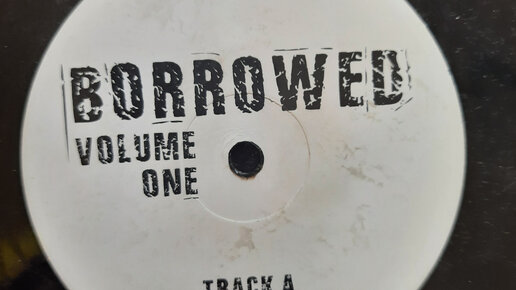 BORROWED
VOLUME
ONE
TRACK A